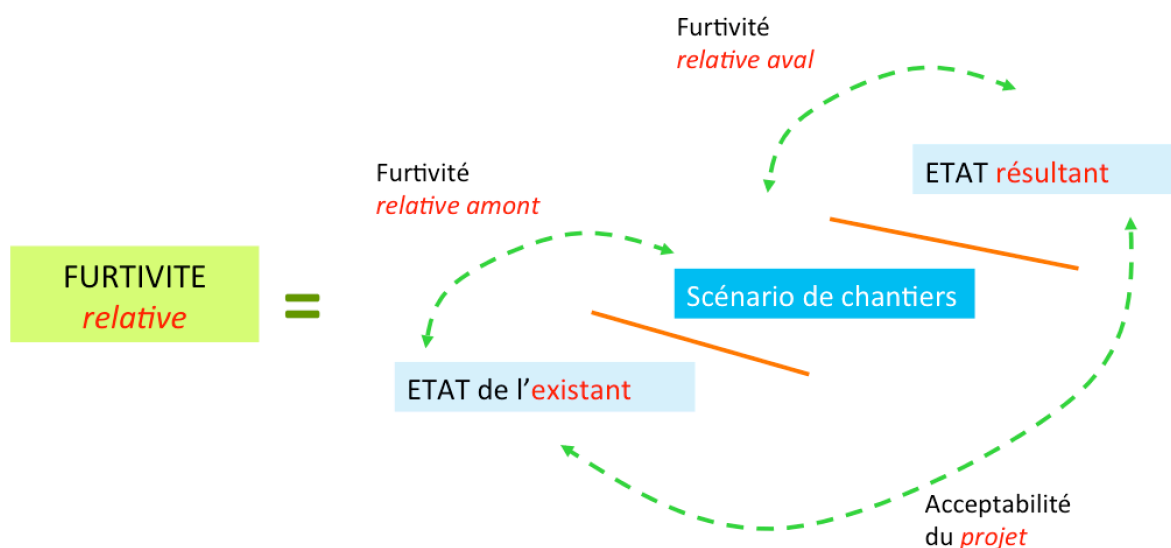 Furtivité
relative aval
ETAT résultant
Furtivité
relative amont
FURTIVITE
relative
=
Scénario de chantiers
ETAT de l’existant
Acceptabilité
du projet